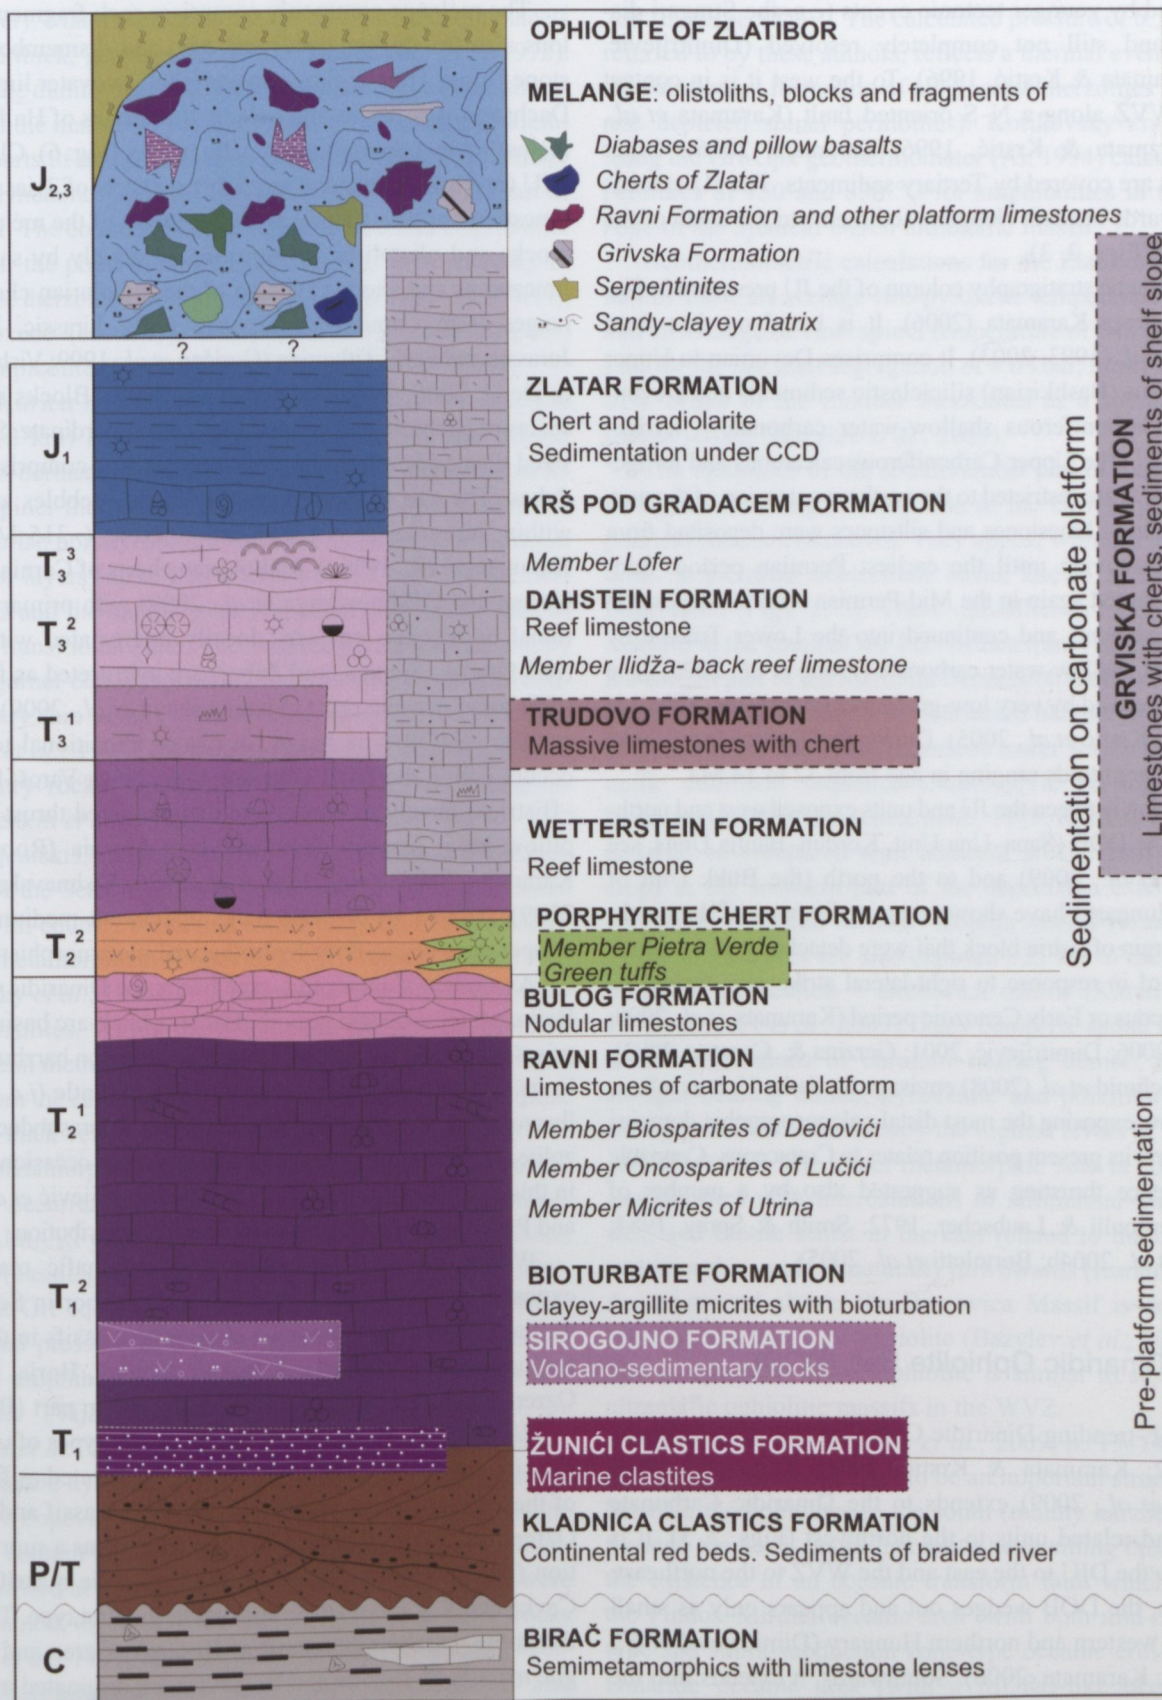 OPHIOLITE OF ZLATIBOR
MELANGE: olistoliths, blocks and fragments of
Diabases and pillow basalts
Cherts of Zlatar
Ravni Formation and other platform limestones
Grivska Formation
Serpentinites
Sandy-clayey matrix
J2,3
? ?
ZLATAR FORMATION
Chert and radiolarite
Sedimentation under CCD
J1
KRŠ POD GRADACEM FORMATION
T3 3
Member Lofer
DAHSTEIN FORMATION
T3 2
Reef limestone
Member Ilidža- back reef limestone
T3 1
TRUDOVO FORMATION
Massive limestones with chert
WETTERSTEIN FORMATION
Reef limestone
T2 2
PORPHYRITE CHERT FORMATION
Member Pietra Verde
Green tuffs
BULOG FORMATION
Nodular limestones
RAVNI FORMATION
Limestones of carbonate platform
T2 1
Member Biosparites of Dedovići
Member Oncosparites of Lučići
Member Micrites of Utrina
T1 2
BIOTURBATE FORMATION
Clayey-argillite micrites with bioturbation
SIROGOJNO FORMATION
Volcano-sedimentary rocks
T1
ŽUNIĆI CLASTICS FORMATION
Marine clastites
KLADNICA CLASTICS FORMATION
Continental red beds. Sediments of braided river
P/T
BIRAČ FORMATION
Semimetamorphics with limestone lenses
C
Sedimentation on carbonate platform
Pre-platform sedimentation
GRVISKA FORMATION
Limestones with cherts, sediments of shelf slope